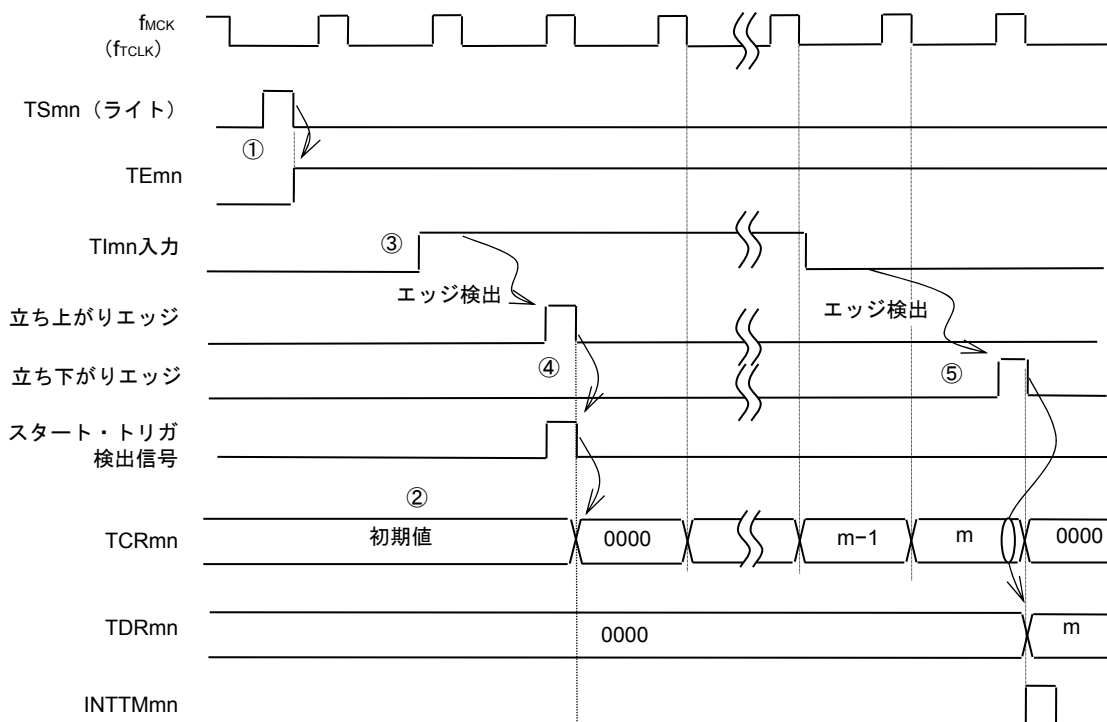 fMCK
(fTCLK)
TSmn（ライト）
①
TEmn
TImn入力
③
エッジ検出
エッジ検出
立ち上がりエッジ
④
⑤
立ち下がりエッジ
スタート・トリガ
検出信号
②
TCRmn
初期値
0000
m−1
m
0000
TDRmn
0000
m
INTTMmn